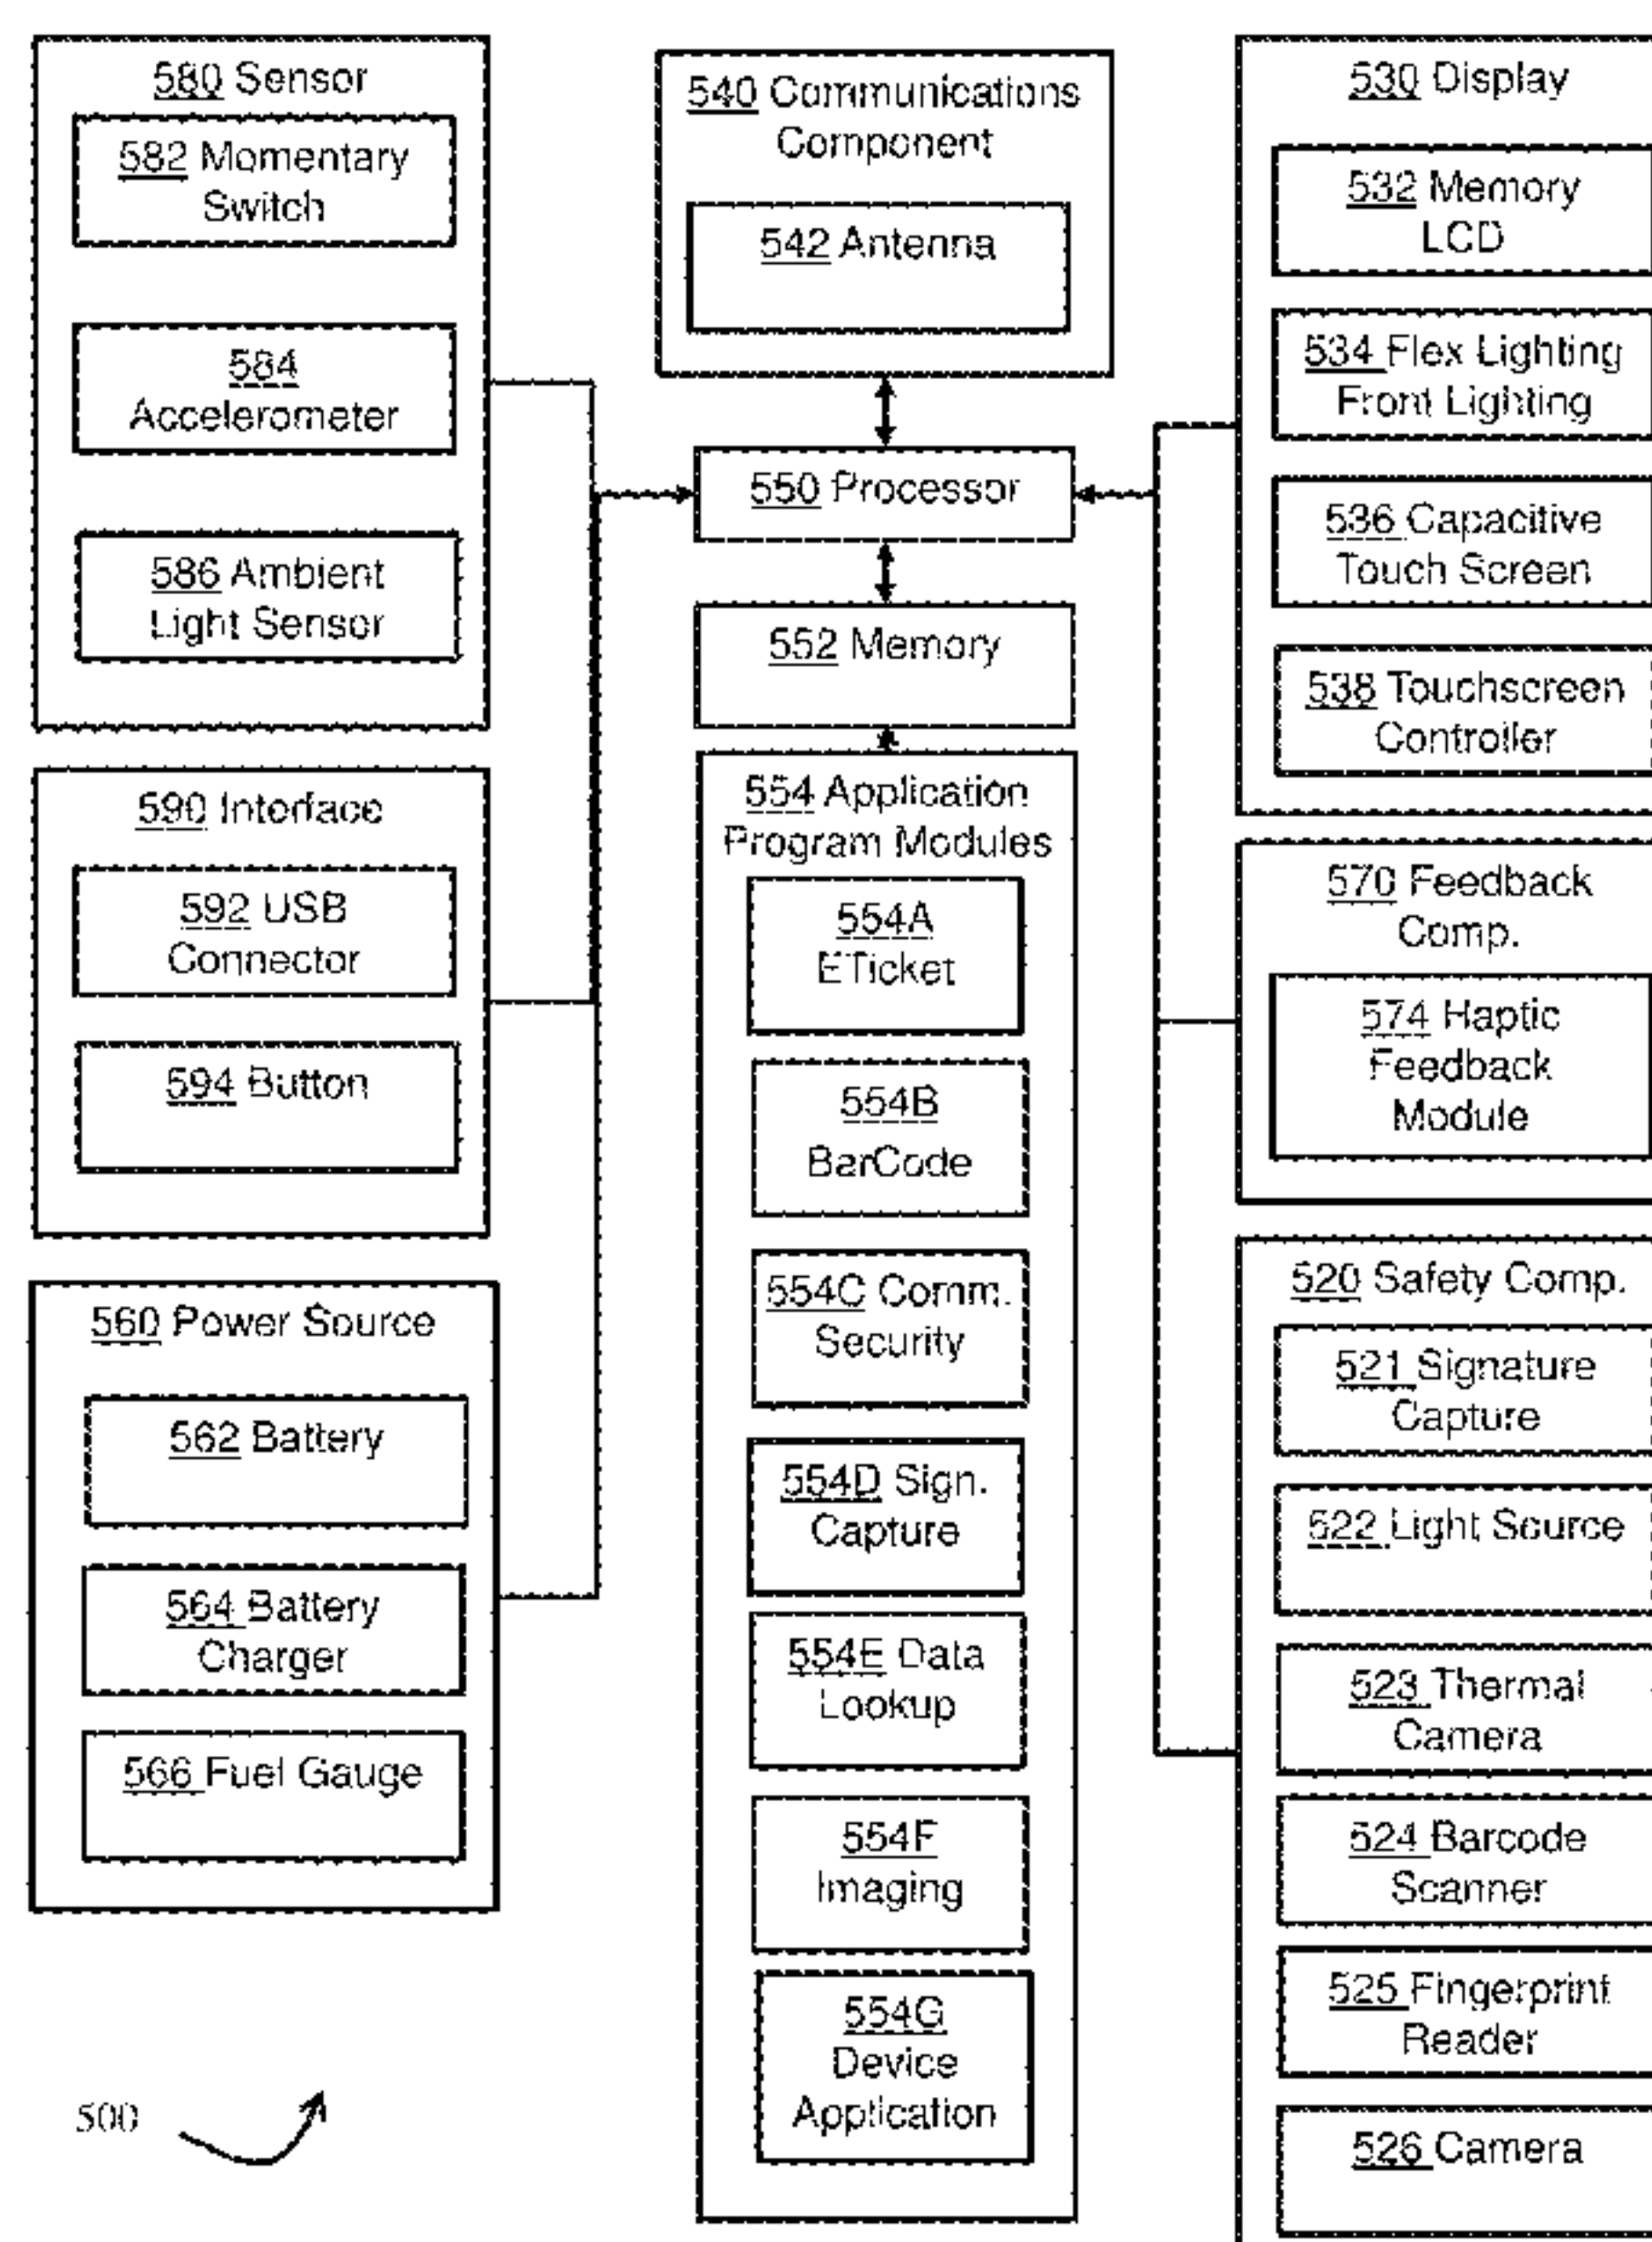 580 Sensor
582 Momentary
Switch
584
Accelerometer
586 Ambient
Light Sensor
590 Interface
592 USB
Connector
594 Button
560 Power Source
562 Battery
564 Battery
Charger
566 Fuel Gauge
500
540 Communications
Component
542 Antenna
550 Processor
552 Memory
554 Application
Program Modules
554A
ETicket
554B
BarCode
554C Comm.
Security
554D Sign.
Capture
554E Data
Lookup
554F
Imaging
554G
Device
Application
530 Display
532 Memory
LCD
534 Flex Lighting
Front Lighting
536 Capacitive
Touch Screen
538 Touchscreen
Controller
570 Feedback
Comp.
574 Haptic
Feedback
Module
520 Safety Comp.
521 Signature
Capture
522 Light Source
523 Thermal
Camera
524 Barcode
Scanner
525 Fingerprint
Reader
526 Camera